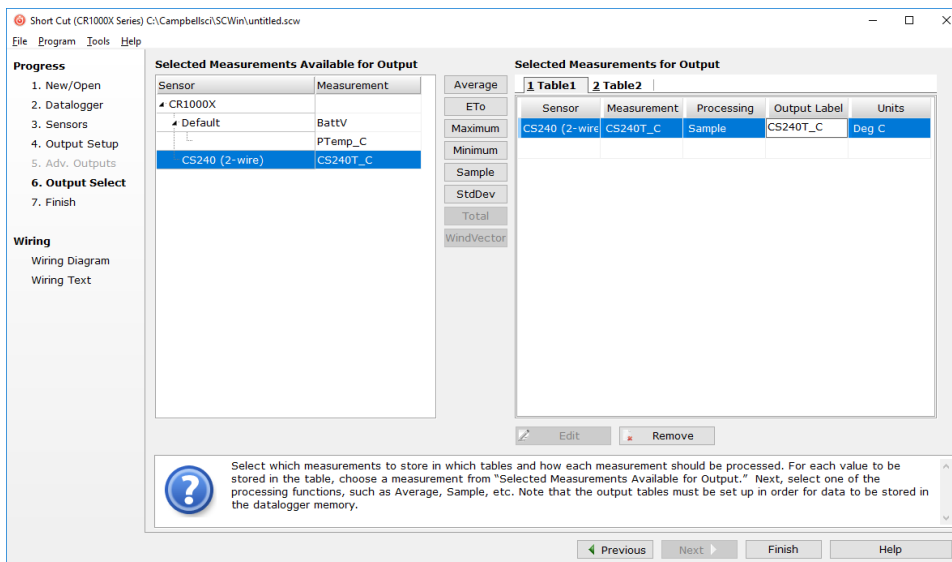 Short Cut (CR1000X Series) C:\Campbellsci\SCWin\untitled.scw
File Program Tools Help
Progress
1. New/Open
2. Datalogger
3. Sensors
4. Output Setup
5. Adv. Outputs
6. Output Select
7. Finish
Wiring
Wiring Diagram
Wiring Text
Selected Measurements Available for Output
Sensor Measurement
CR1000X
Default BattV
PTemp_C
CS240 (2-wire) CS240T_C
Average
ETo
Maximum
Minimum
Sample
StdDev
Total
WindVector
Selected Measurements for Output
1 Table1 2 Table2
Sensor Measurement Processing Output Label Units
CS240 (2-wire CS240T_C Sample CS240T_C Deg C
Edit Remove
Select which measurements to store in which tables and how each measurement should be processed. For each value to be
stored in the table, choose a measurement from “Selected Measurements Available for Output.” Next, select one of the
processing functions, such as Average, Sample, etc. Note that the output tables must be set up in order for data to be stored in
the datalogger memory.
Previous Next Finish Help